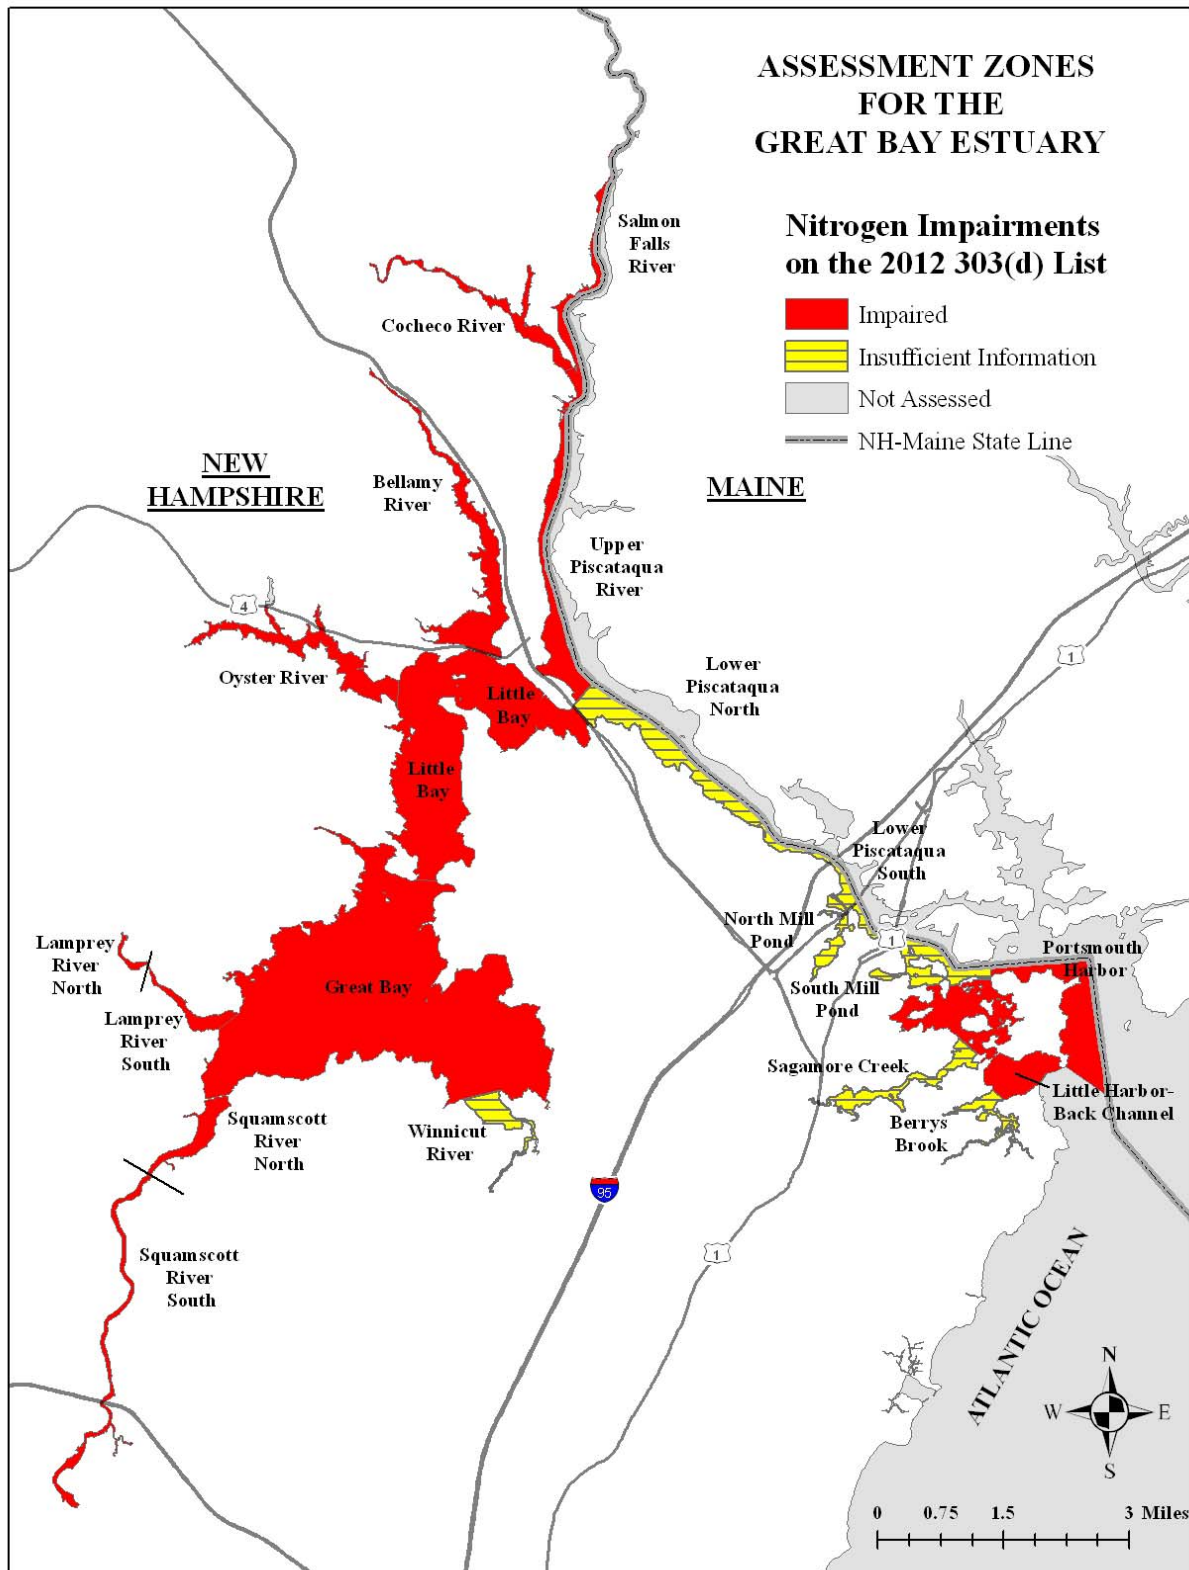 ASSESSMENT ZONES
FOR THE
GREAT BAY ESTUARY
Nitrogen Impairments
on the 2012 303(d) List
Impaired
Insufficient Information
Not Assessed
NH-Maine State Line
Salmon
Falls
River
Cocheco River
NEW
HAMPSHIRE
Bellamy
River
MAINE
Upper
Piscataqua
River
4
Oyster River
Little
Bay
Lower
Piscataqua
North
1
Little
Bay
Lower
Piscataqua
South
North Mill
Pond
1
Portsmouth
Harbor
Lamprey
River
North
Great Bay
South Mill
Pond
Lamprey
River
South
Sagamore Creek
Little Harbor-
Back Channel
Squamscott
River
North
Winnicut
River
Berrys
Brook
95
1
Squamscott
River
South
ATLANTIC OCEAN
N
W
E
S
0 0.75 1.5 3 Miles